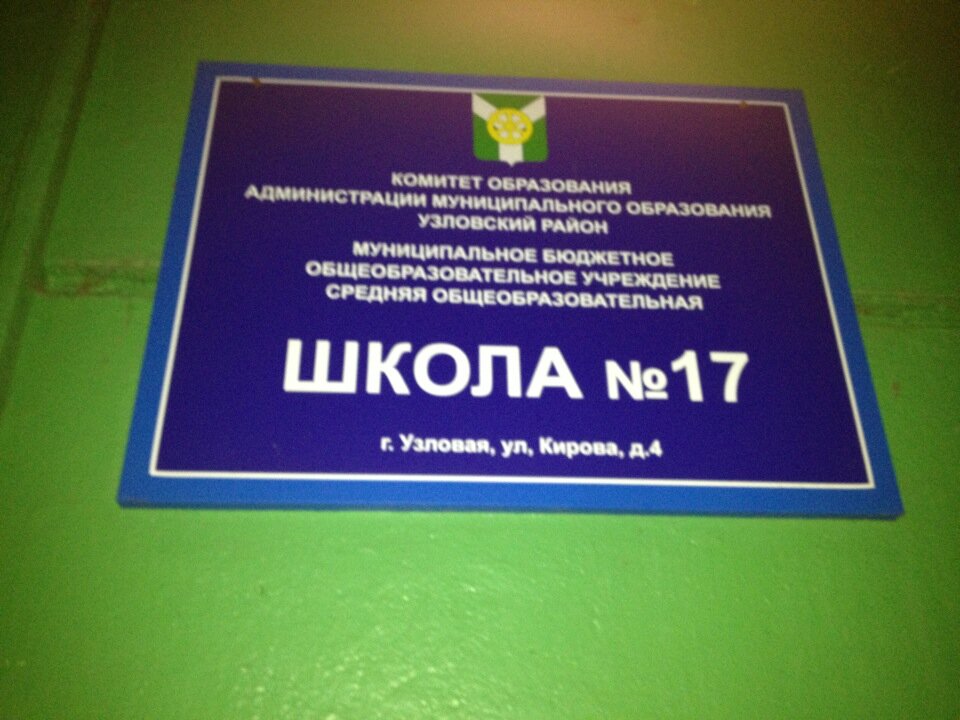 КОМИТЕТ ОБРАЗОВАНИЯ
АДМИНИСТРАЦИИ МУНИЦИПАЛЬНОГО ОБРАЗОВАНИЯ
УЗЛОВСКИЙ РАЙОН
МУНИЦИПАЛЬНОЕ БЮДЖЕТНОЕ
ОБЩЕОБРАЗОВАТЕЛЬНОЕ УЧРЕЖДЕНИЕ
СРЕДНЯЯ ОБЩЕОБРАЗОВАТЕЛЬНАЯ
ШКОЛА №17
г. Узловая, ул, Кирова, д.4